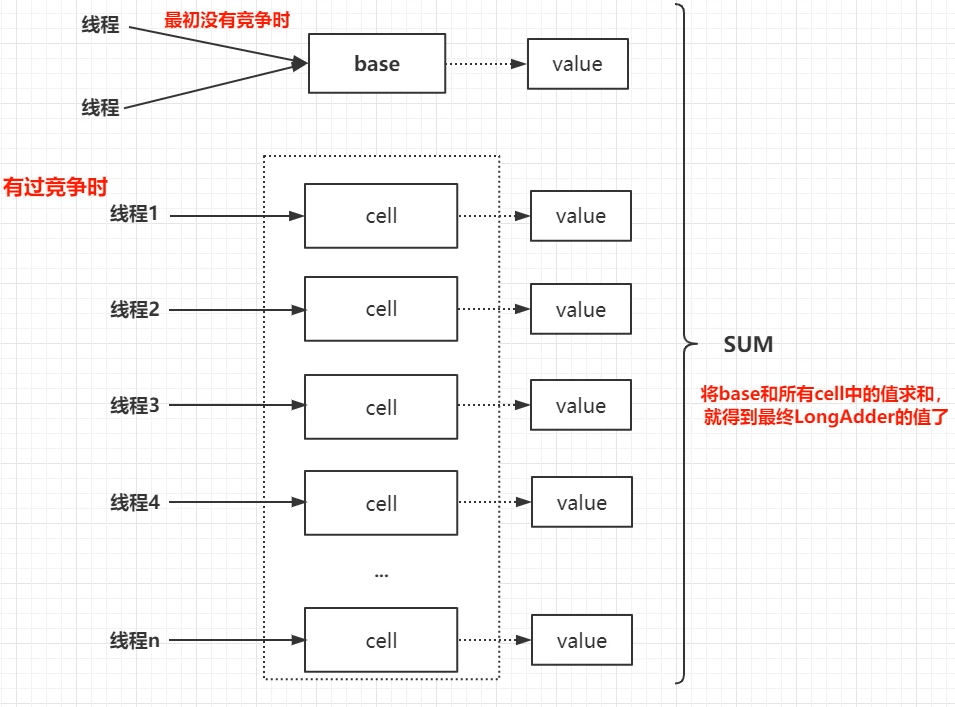 线程
最初没有竞争时
base
value
线程
有过竞争时
线程1
cell
value
线程2
cell
value
线程3
cell
value
线程4
cell
value
...
线程n
cell
value
SUM
将base和所有cell中的值求和，
就得到最终LongAdder的值了